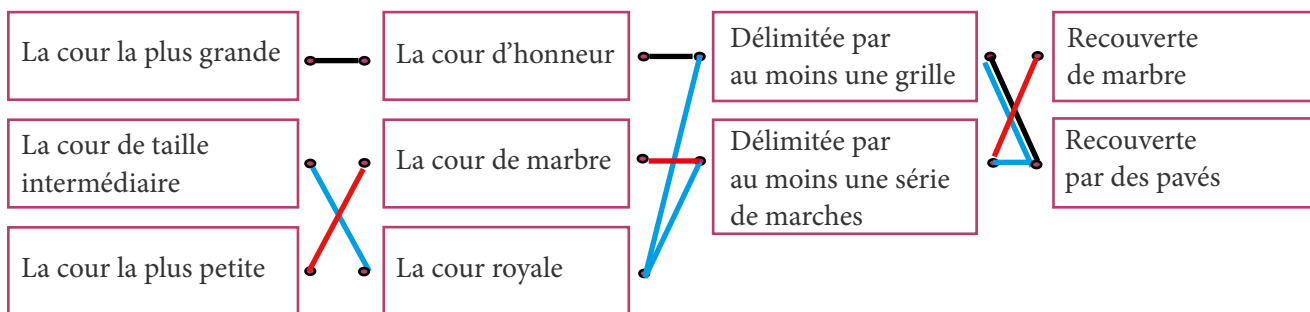 La cour la plus grande
La cour de taille
intermédiaire
La cour la plus petite
La cour d'honneur
La cour de marbre
La cour royale
Délimitée par
au moins une grille
Délimitée par
au moins une série
de marches
Recouverte
de marbre
Recouverte
par des pavés